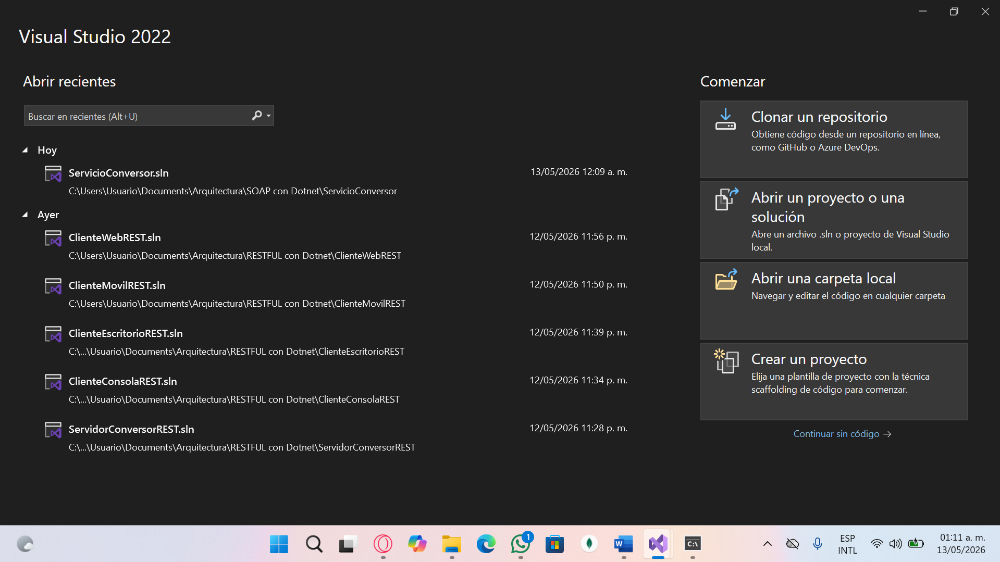 Visual Studio 2022
Abrir recientes
Buscar en recientes (Alt+U)
Hoy
ServicioConversor.sln
13/05/2026 12:09 a. m.
C:\Users\Usuario\Documents\Arquitectura\SOAP con Dotnet\ServicioConversor
Ayer
ClienteWebREST.sln
12/05/2026 11:56 p. m.
C:\Users\Usuario\Documents\Arquitectura\RESTFUL con Dotnet\ClienteWebREST
ClienteMovilREST.sln
12/05/2026 11:50 p. m.
C:\Users\Usuario\Documents\Arquitectura\RESTFUL con Dotnet\ClienteMovilREST
ClienteEscritorioREST.sln
12/05/2026 11:39 p. m.
C:\...\Usuario\Documents\Arquitectura\RESTFUL con Dotnet\ClienteEscritorioREST
ClienteConsolaREST.sln
12/05/2026 11:34 p. m.
C:\...\Usuario\Documents\Arquitectura\RESTFUL con Dotnet\ClienteConsolaREST
ServidorConversorREST.sln
12/05/2026 11:28 p. m.
C:\...\Usuario\Documents\Arquitectura\RESTFUL con Dotnet\ServidorConversorREST
Comenzar
Clonar un repositorio
Obtiene código desde un repositorio en línea,
como GitHub o Azure DevOps.
Abrir un proyecto o una
solución
Abre un archivo .sln o proyecto de Visual Studio
local.
Abrir una carpeta local
Navegar y editar el código en cualquier carpeta
Crear un proyecto
Elija una plantilla de proyecto con la técnica
scaffolding de código para comenzar.
Continuar sin código →
1
W
C:\
ESP
INTL
01:11 a. m.
13/05/2026